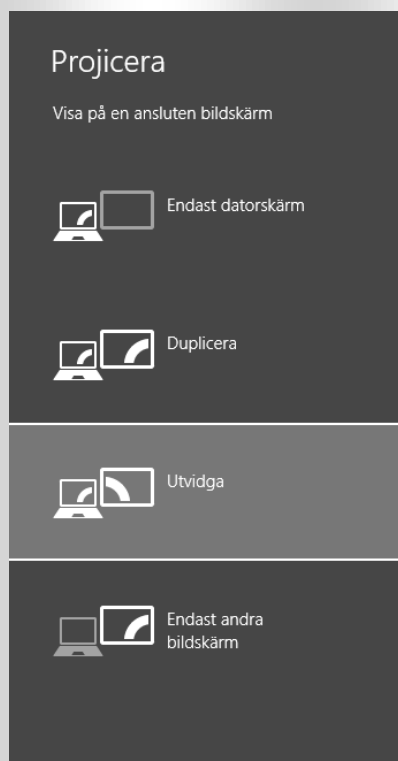 Projicera
Visa på en ansluten bildskärm
Endast datorskärm
Duplicera
Utvidga
Endast andra
bildskärm